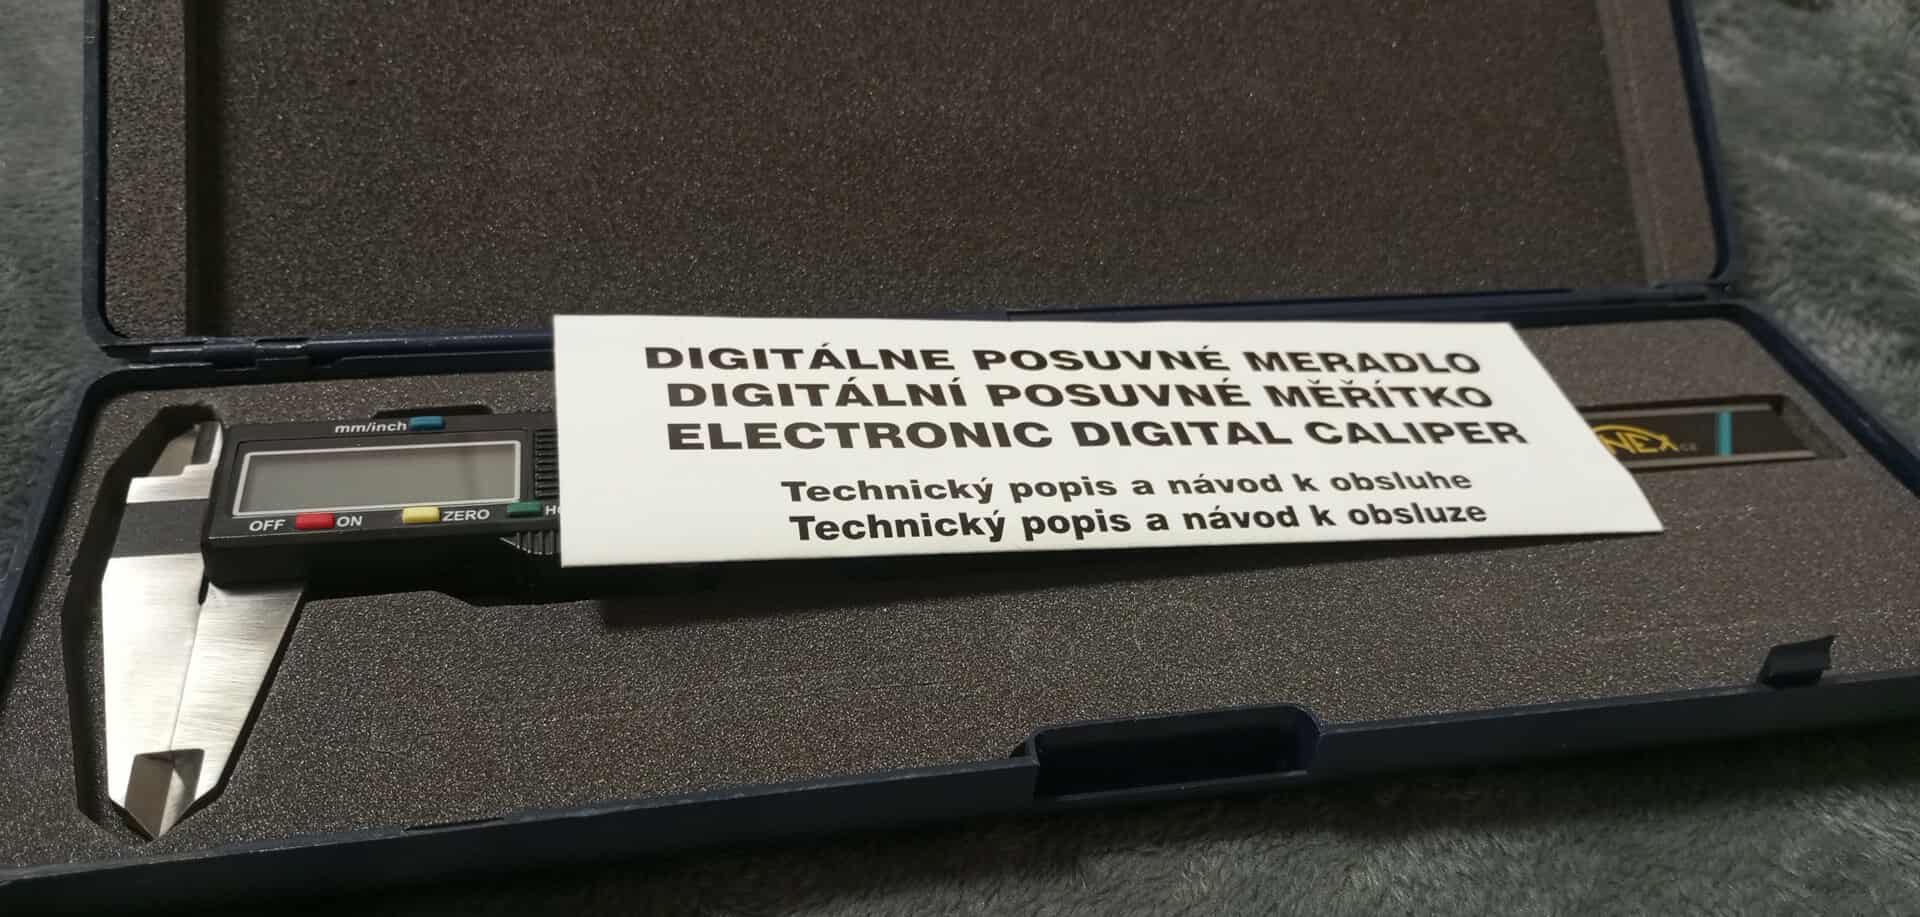 DIGITÁLNE POSUVNÉ MERADLO
DIGITÁLNÍ POSUVNÉ MĚŘÍTKO
ELECTRONIC DIGITAL CALIPER
Technický popis a návod k obsluhe
Technický popis a návod k obsluze
mm/inch
OFF ON ZERO